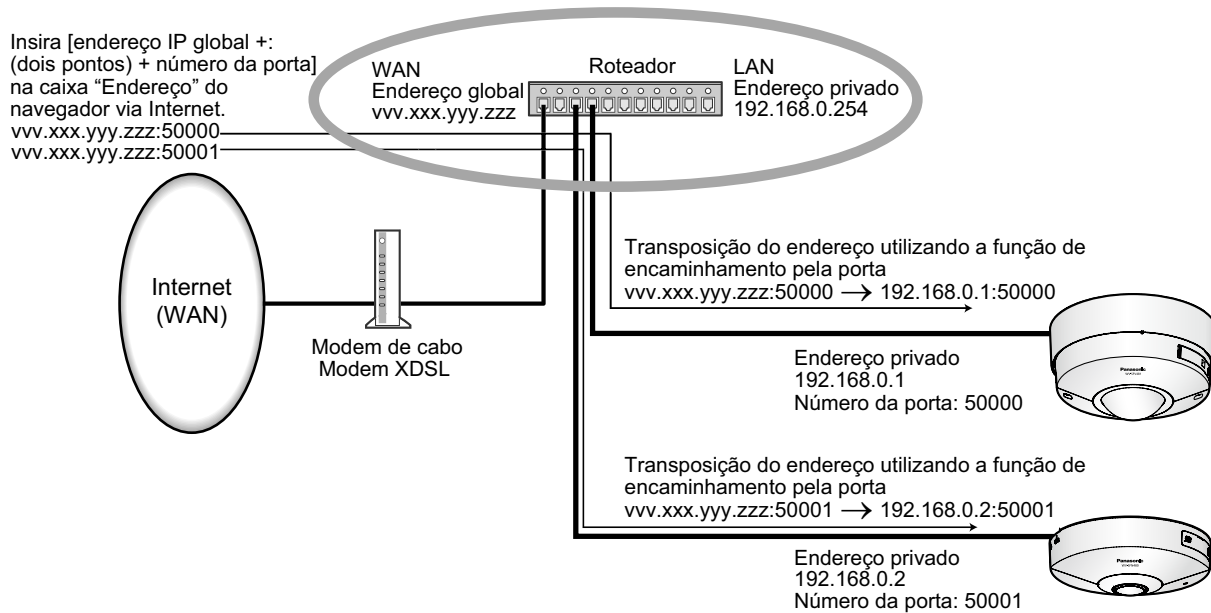 Insira [endereço IP global +:
(dois pontos) + número da porta]
na caixa “Endereço” do
navegador via Internet.
vvv.xxx.yyy.zzz:50000
vvv.xxx.yyy.zzz:50001
WAN
Endereço global
vvv.xxx.yyy.zzz
Roteador
LAN
Endereço privado
192.168.0.254
Internet
(WAN)
Modem de cabo
Modem XDSL
Transposição do endereço utilizando a função de
encaminhamento pela porta
vvv.xxx.yyy.zzz:50000 → 192.168.0.1:50000
Panasonic
Endereço privado
192.168.0.1
Número da porta: 50000
Transposição do endereço utilizando a função de
encaminhamento pela porta
vvv.xxx.yyy.zzz:50001 → 192.168.0.2:50001
Panasonic
Endereço privado
192.168.0.2
Número da porta: 50001